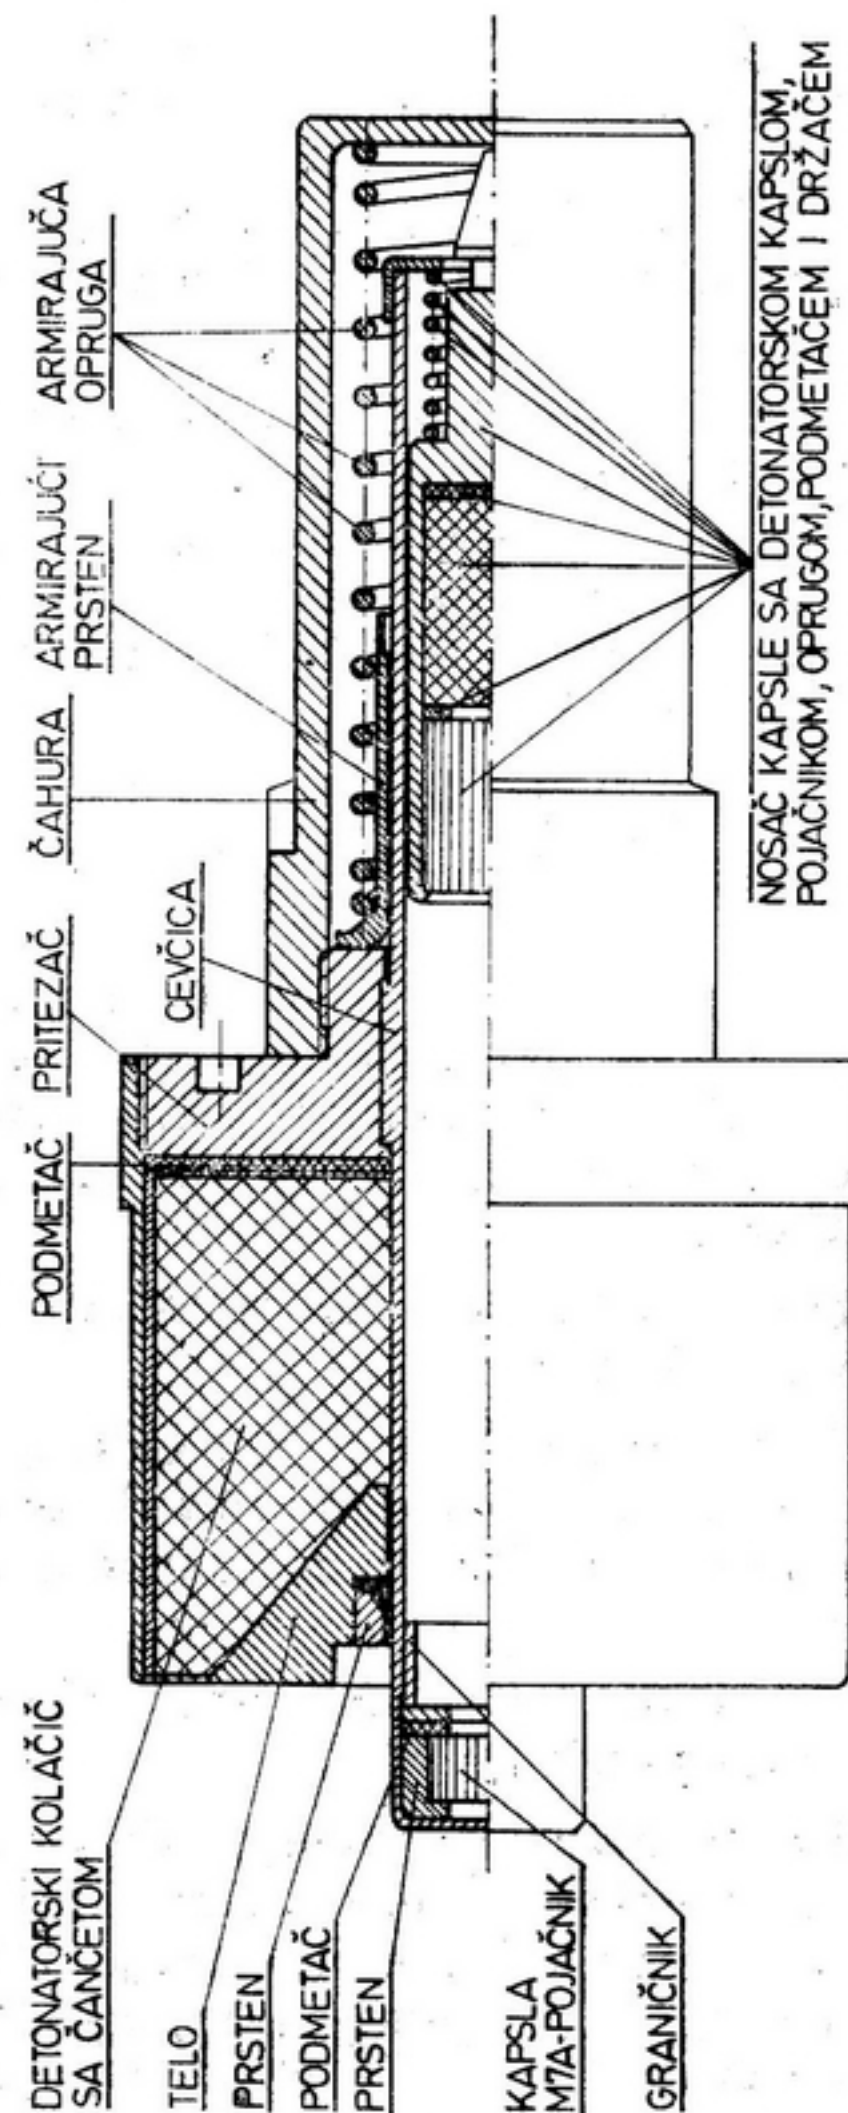 DETONATORSKI KOLAČIĆ
SA ČANČETOM
TELO
PRSTEN
PODMETAČ
PRSTEN
KAPSLA
M7A-POJAČNIK
GRANIČNIK
PODMETAČ
PRITEZAČ
CEVČICA
ČAHURA
ARMIRAJUĆI
PRSTEN
ARMIRAJUĆA
OPRUGA
NOSAČ KAPSLE SA DETONATORSKOM KAPSLOM,
POJAČNIKOM, OPRUGOM, PODMETAČEM I DRŽAČEM